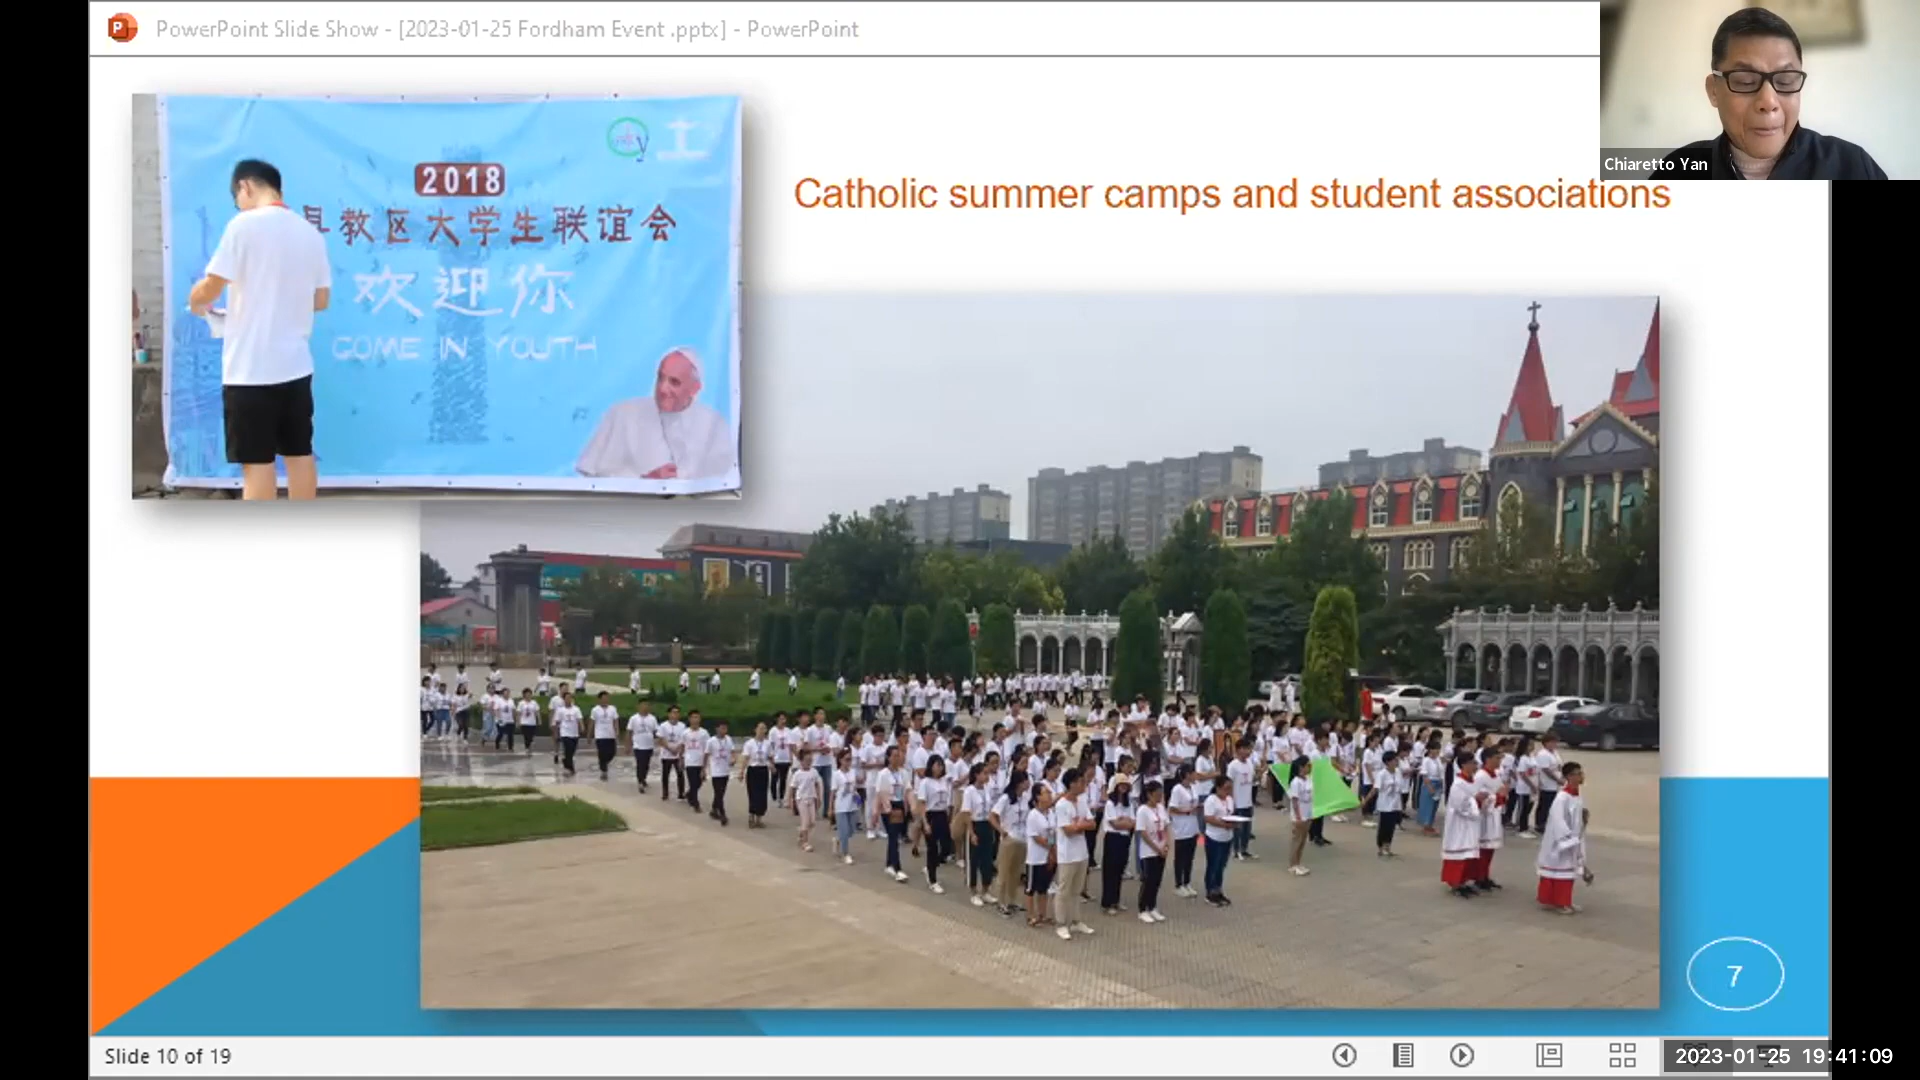 PowerPoint Slide Show - [2023-01-25 Fordham Event .pptx] - PowerPoint
Chiaretto Yan
Catholic summer camps and student associations
2018
县教区大学生联谊会
欢迎你
COME IN YOUTH
7
Slide 10 of 19
2023-01-25 19:41:09